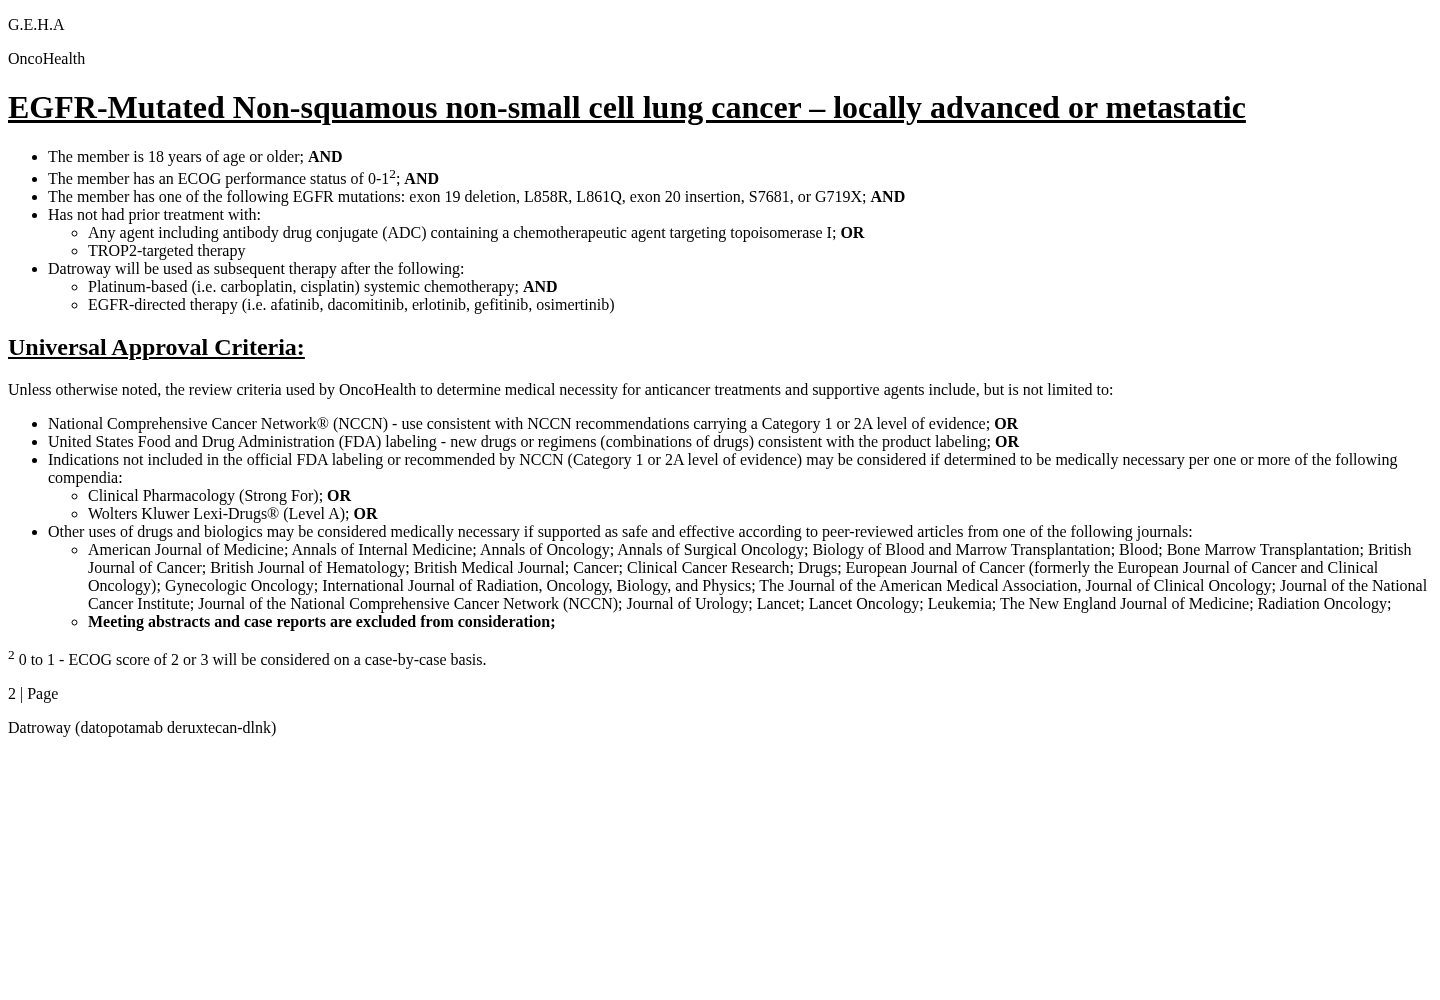 G.E.H.A
OncoHealth
EGFR-Mutated Non-squamous non-small cell lung cancer – locally advanced or metastatic
• The member is 18 years of age or older; AND
• The member has an ECOG performance status of 0-1²; AND
• The member has one of the following EGFR mutations: exon 19 deletion, L858R, L861Q, exon 20 insertion, S7681, or G719X; AND
• Has not had prior treatment with:
◦ Any agent including antibody drug conjugate (ADC) containing a chemotherapeutic agent targeting topoisomerase I; OR
◦ TROP2-targeted therapy
• Datroway will be used as subsequent therapy after the following:
◦ Platinum-based (i.e. carboplatin, cisplatin) systemic chemotherapy; AND
◦ EGFR-directed therapy (i.e. afatinib, dacomitinib, erlotinib, gefitinib, osimertinib)
Universal Approval Criteria:
Unless otherwise noted, the review criteria used by OncoHealth to determine medical necessity for anticancer treatments and supportive agents include, but is not limited to:
• National Comprehensive Cancer Network® (NCCN) - use consistent with NCCN recommendations carrying a Category 1 or 2A level of evidence; OR
• United States Food and Drug Administration (FDA) labeling - new drugs or regimens (combinations of drugs) consistent with the product labeling; OR
• Indications not included in the official FDA labeling or recommended by NCCN (Category 1 or 2A level of evidence) may be considered if determined to be medically necessary per one or more of the following
compendia:
◦ Clinical Pharmacology (Strong For); OR
◦ Wolters Kluwer Lexi-Drugs® (Level A); OR
• Other uses of drugs and biologics may be considered medically necessary if supported as safe and effective according to peer-reviewed articles from one of the following journals:
◦ American Journal of Medicine; Annals of Internal Medicine; Annals of Oncology; Annals of Surgical Oncology; Biology of Blood and Marrow Transplantation; Blood; Bone Marrow Transplantation; British
Journal of Cancer; British Journal of Hematology; British Medical Journal; Cancer; Clinical Cancer Research; Drugs; European Journal of Cancer (formerly the European Journal of Cancer and Clinical
Oncology); Gynecologic Oncology; International Journal of Radiation, Oncology, Biology, and Physics; The Journal of the American Medical Association, Journal of Clinical Oncology; Journal of the National
Cancer Institute; Journal of the National Comprehensive Cancer Network (NCCN); Journal of Urology; Lancet; Lancet Oncology; Leukemia; The New England Journal of Medicine; Radiation Oncology;
◦ Meeting abstracts and case reports are excluded from consideration;
² 0 to 1 - ECOG score of 2 or 3 will be considered on a case-by-case basis.
2 | Page
Datroway (datopotamab deruxtecan-dlnk)